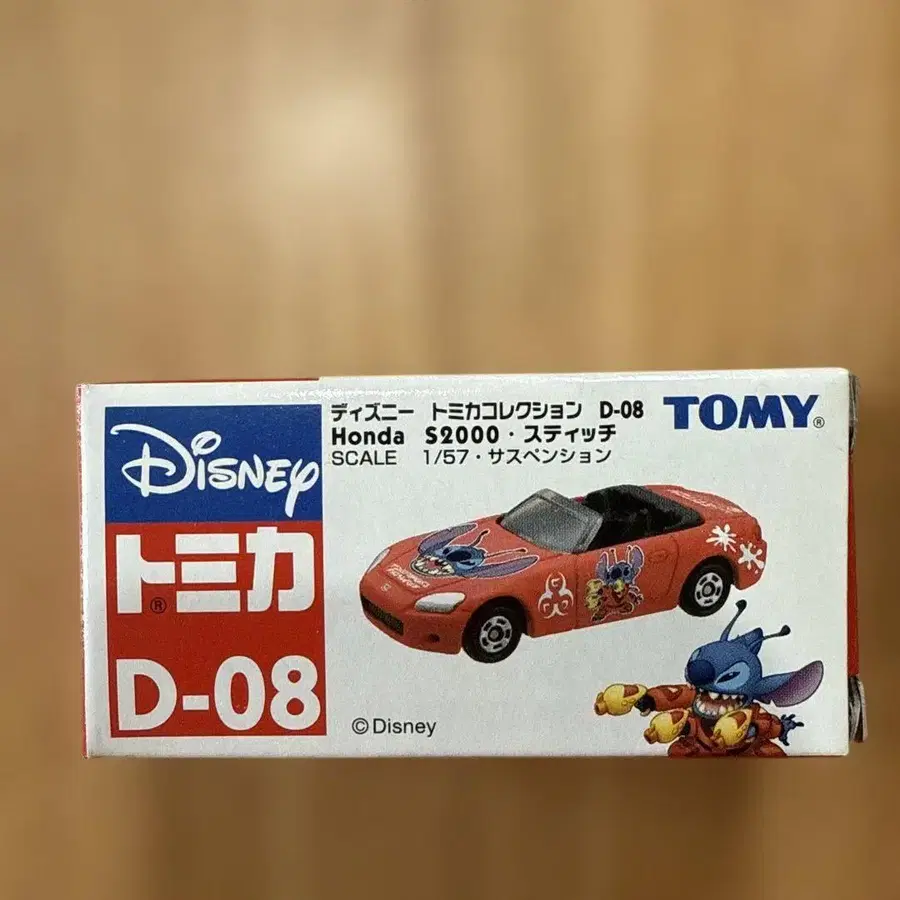 DISNEY
トミカ®
D-08
ディズニー トミカコレクション D-08
Honda S2000・スティッチ
SCALE 1/57・サスペンション
TOMY®
©Disney